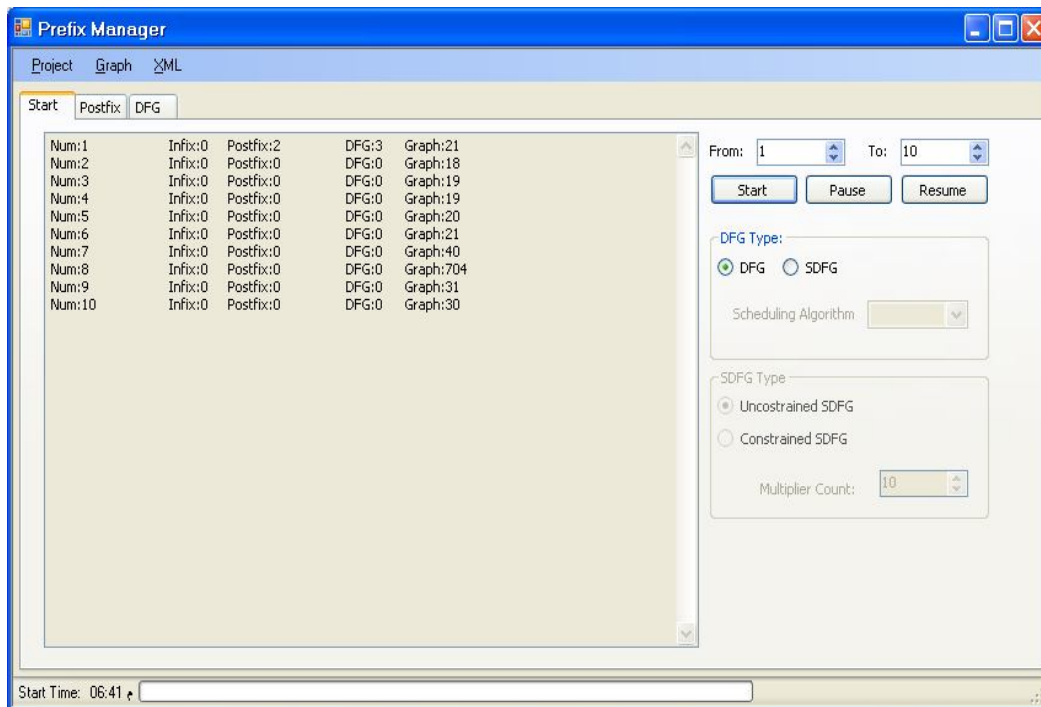 Prefix Manager
Project Graph XML
Start Postfix DFG
Num:1 Infix:0 Postfix:2 DFG:3 Graph:21
Num:2 Infix:0 Postfix:0 DFG:0 Graph:18
Num:3 Infix:0 Postfix:0 DFG:0 Graph:19
Num:4 Infix:0 Postfix:0 DFG:0 Graph:19
Num:5 Infix:0 Postfix:0 DFG:0 Graph:20
Num:6 Infix:0 Postfix:0 DFG:0 Graph:21
Num:7 Infix:0 Postfix:0 DFG:0 Graph:40
Num:8 Infix:0 Postfix:0 DFG:0 Graph:704
Num:9 Infix:0 Postfix:0 DFG:0 Graph:31
Num:10 Infix:0 Postfix:0 DFG:0 Graph:30
From: 1 To: 10
Start Pause Resume
DFG Type:
DFG SDFG
Scheduling Algorithm
SDFG Type
Uncostrained SDFG
Constrained SDFG
Multiplier Count: 10
Start Time: 06:41 م